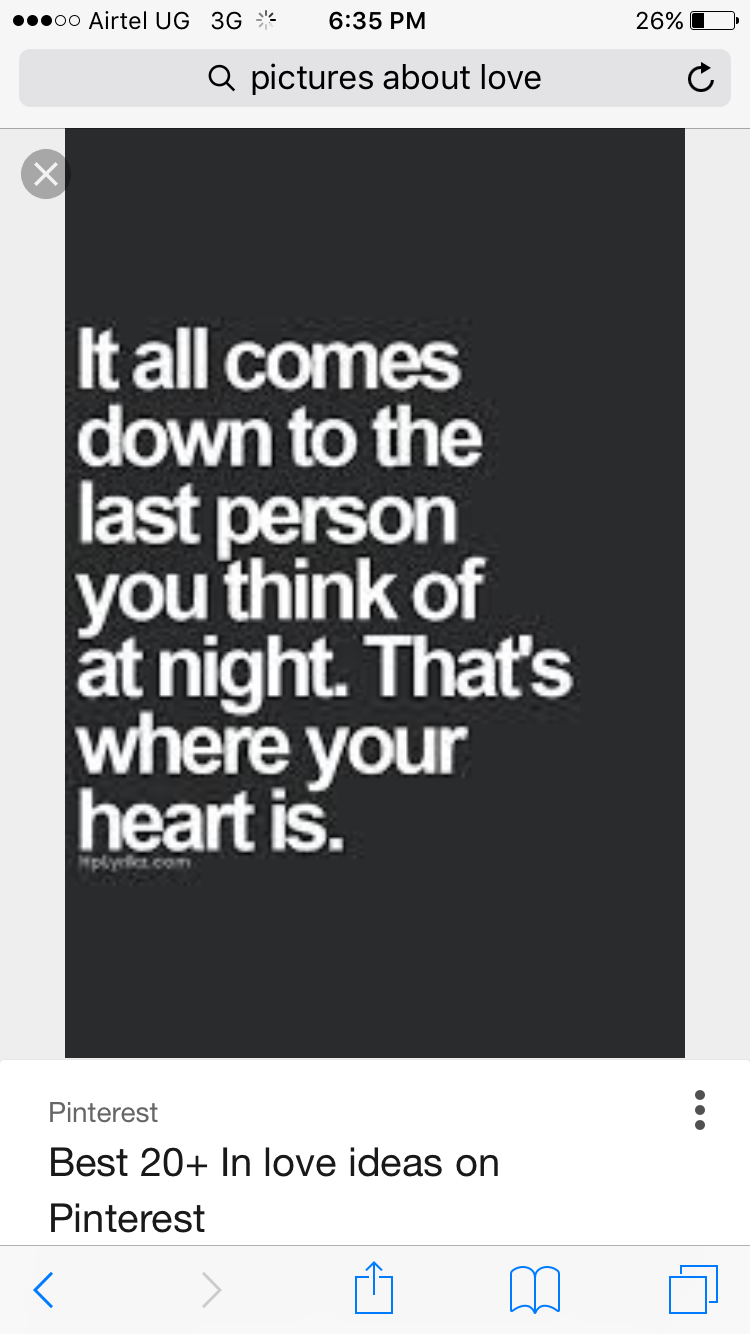 Airtel UG 3G 6:35 PM 26%
pictures about love
It all comes
down to the
last person
you think of
at night. That's
where your
heart is.
Pinterest
Best 20+ In love ideas on
Pinterest